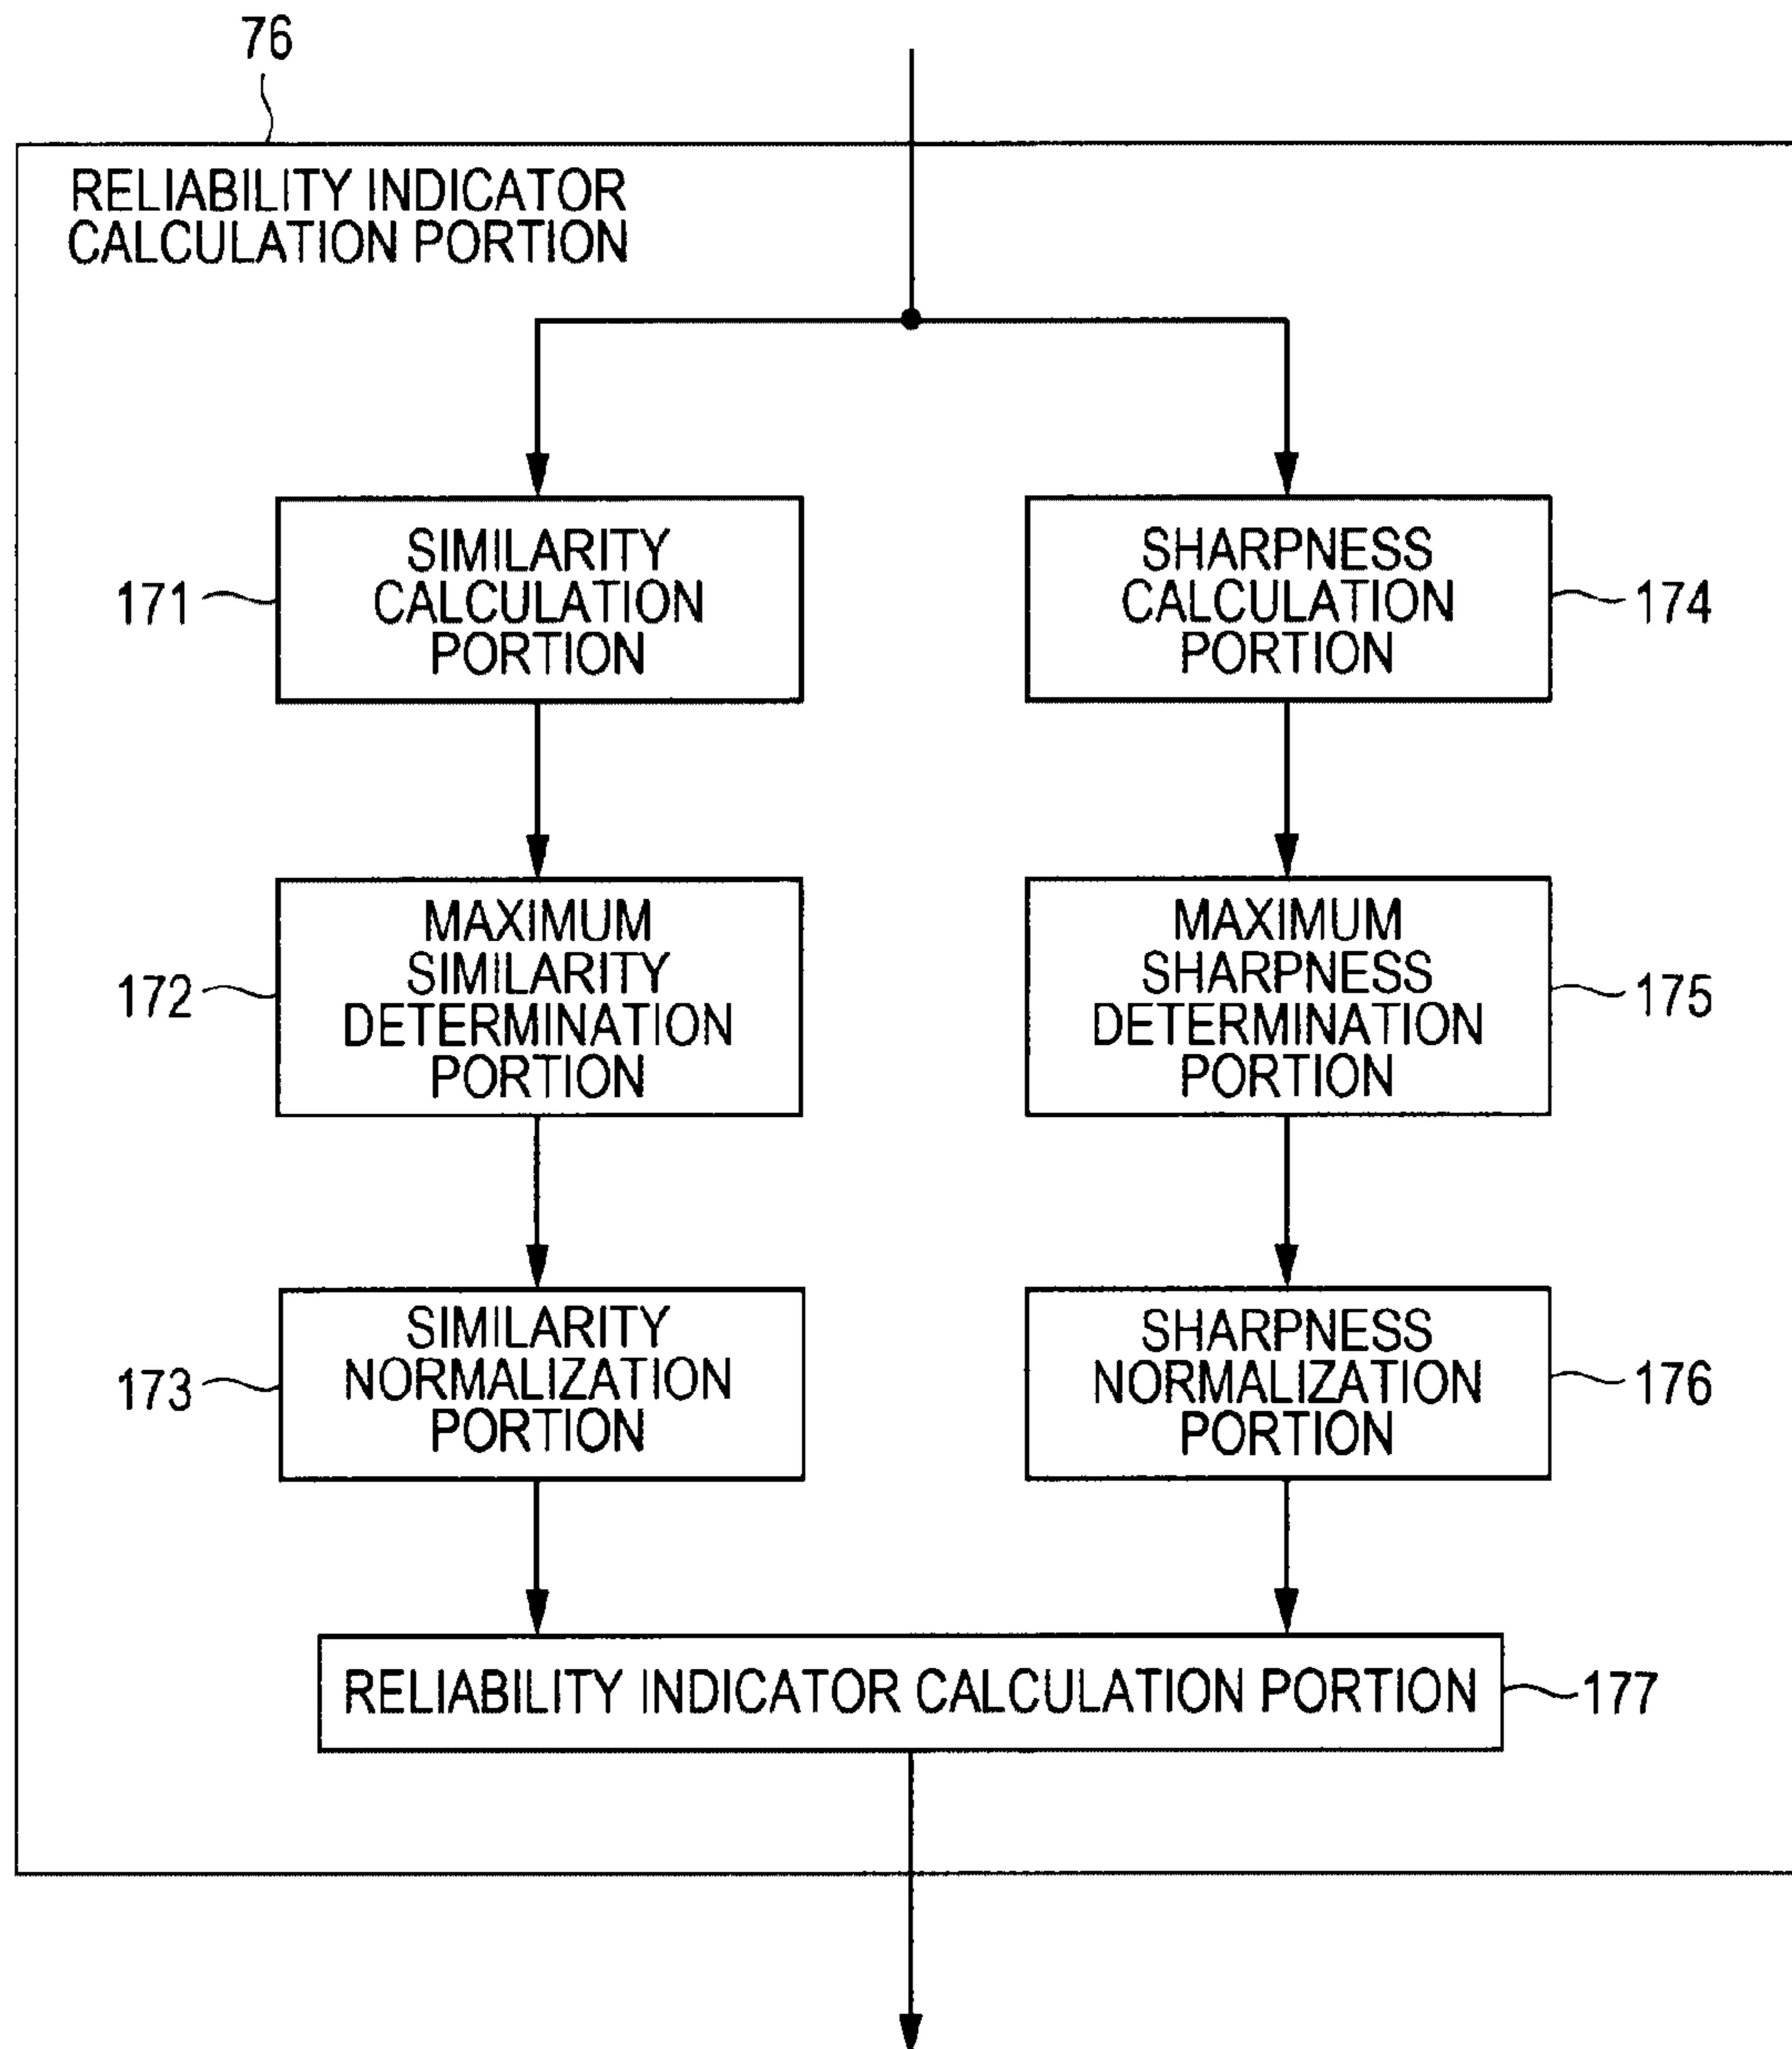 76
RELIABILITY INDICATOR
CALCULATION PORTION
171
SIMILARITY
CALCULATION
PORTION
SHARPNESS
CALCULATION
PORTION
174
172
MAXIMUM
SIMILARITY
DETERMINATION
PORTION
MAXIMUM
SHARPNESS
DETERMINATION
PORTION
175
173
SIMILARITY
NORMALIZATION
PORTION
SHARPNESS
NORMALIZATION
PORTION
176
RELIABILITY INDICATOR CALCULATION PORTION
177